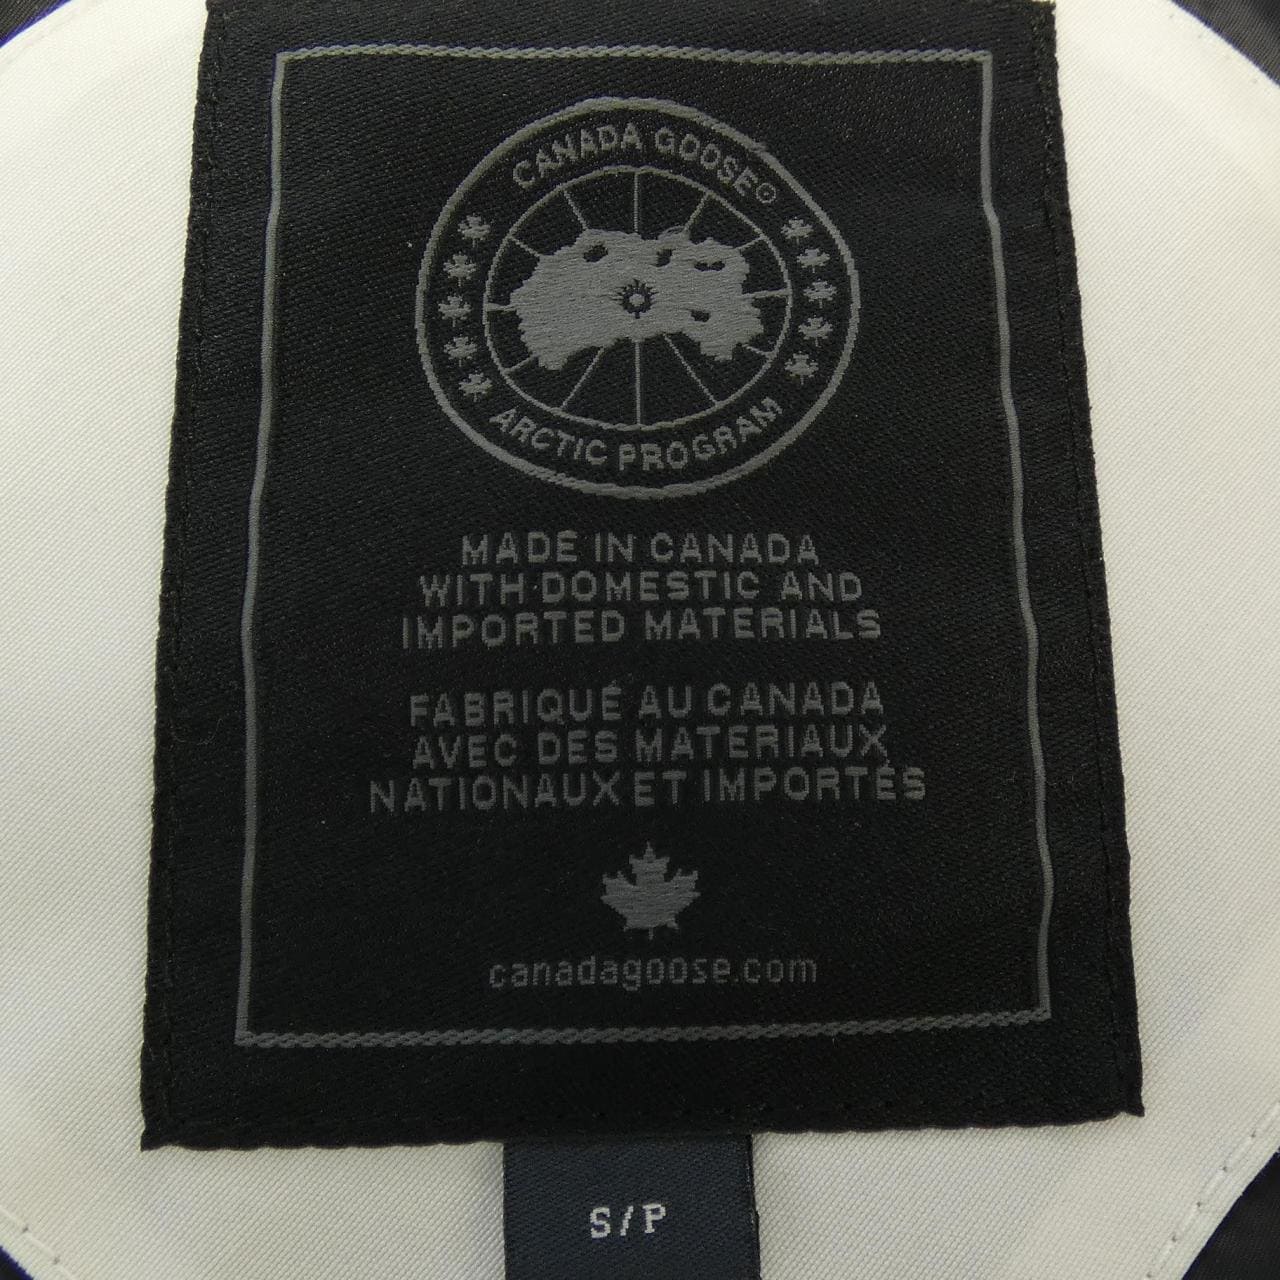 CANADA GOOSE®
ARCTIC PROGRAM
MADE IN CANADA
WITH DOMESTIC AND
IMPORTED MATERIALS
FABRIQUÉ AU CANADA
AVEC DES MATERIAUX
NATIONAUX ET IMPORTÉS
canadagoose.com
S/P